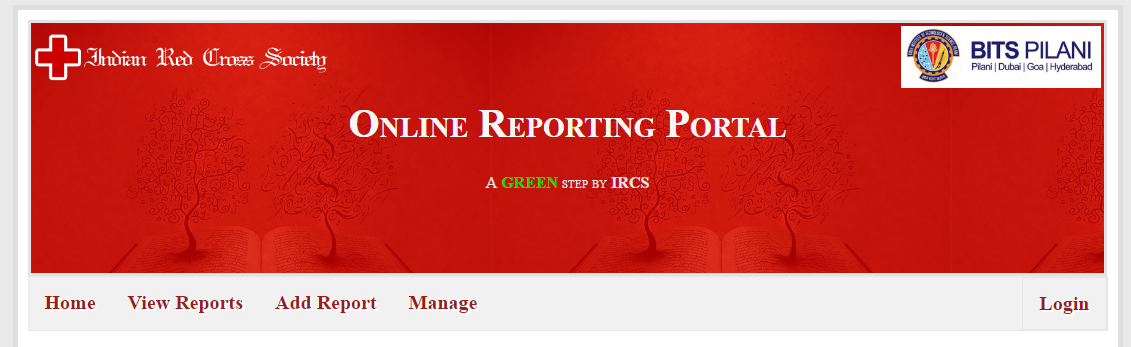 Indian Red Cross Society
BITS PILANI
Pilani | Dubai | Goa | Hyderabad
Online Reporting Portal
A GREEN STEP BY IRCS
Home View Reports Add Report Manage Login